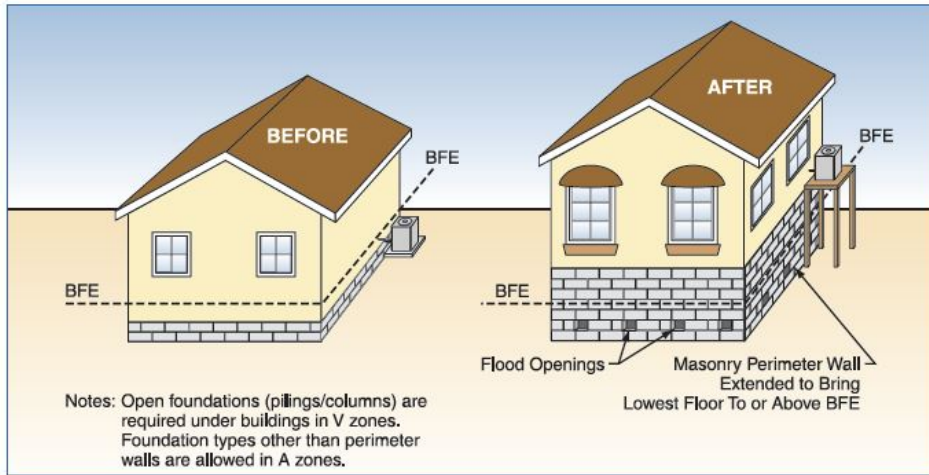 BEFORE
BFE
BFE
Notes: Open foundations (pilings/columns) are
required under buildings in V zones.
Foundation types other than perimeter
walls are allowed in A zones.
AFTER
BFE
BFE
Flood Openings
Masonry Perimeter Wall
Extended to Bring
Lowest Floor To or Above BFE